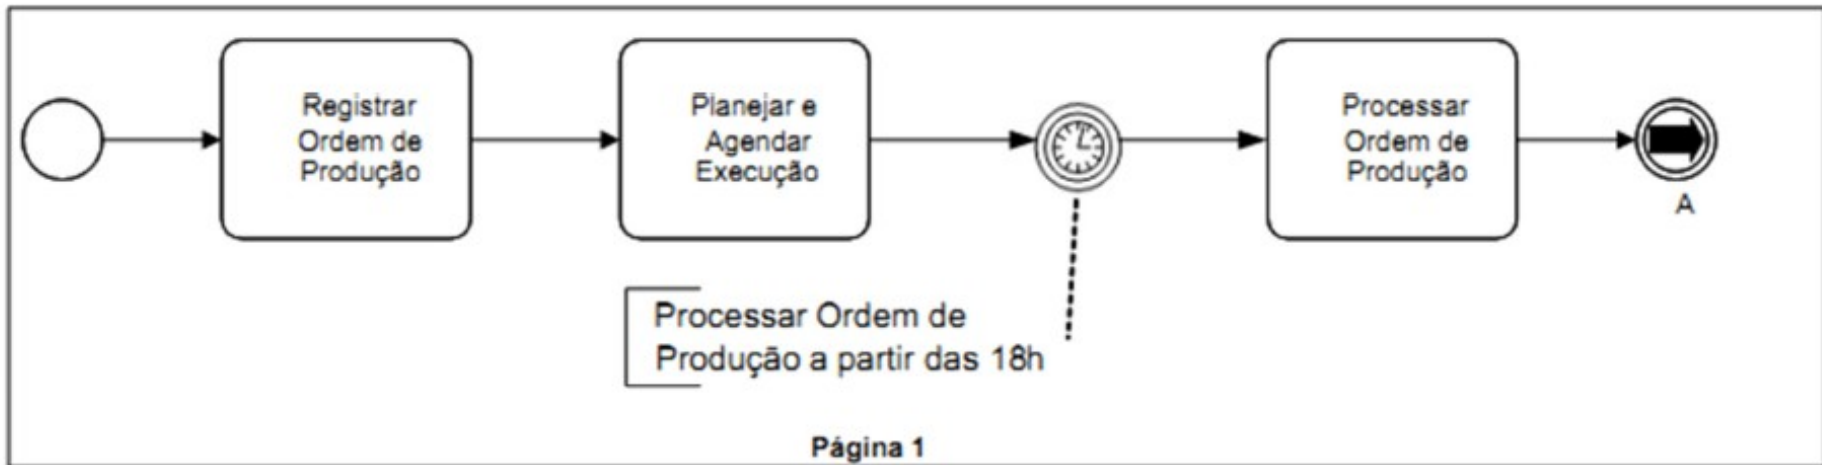 Registrar
Ordem de
Produção
Planejar e
Agendar
Execução
Processar
Ordem de
Produção
A
Processar Ordem de
Produção a partir das 18h
Página 1